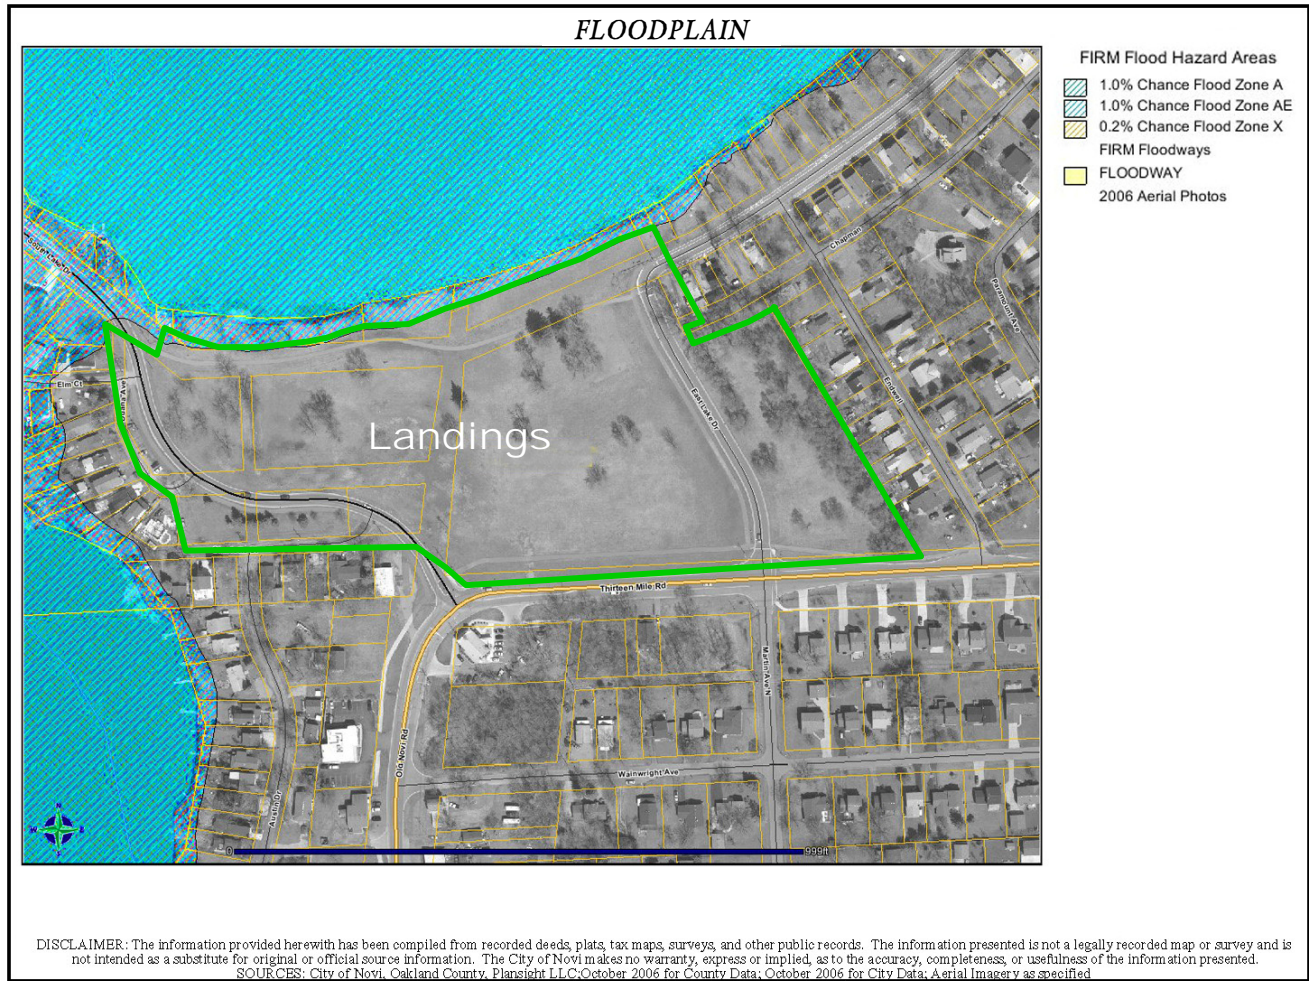 FLOODPLAIN
FIRM Flood Hazard Areas
1.0% Chance Flood Zone A
1.0% Chance Flood Zone AE
0.2% Chance Flood Zone X
FIRM Floodways
FLOODWAY
2006 Aerial Photos
South Lake Dr
Chapman
Paramount Ave
Elm Ct
Endwell
East Lake Dr
Landings
Thirteen Mile Rd
Martin Ave N
Old Novi Rd
Wainwright Ave
Austin Dr
N
W
E
0
999ft
DISCLAIMER: The information provided herewith has been compiled from recorded deeds, plats, tax maps, surveys, and other public records. The information presented is not a legally recorded map or survey and is
not intended as a substitute for original or official source information. The City of Novi makes no warranty, express or implied, as to the accuracy, completeness, or usefulness of the information presented.
SOURCES: City of Novi, Oakland County, Plansight LLC;October 2006 for County Data; October 2006 for City Data; Aerial Imagery as specified